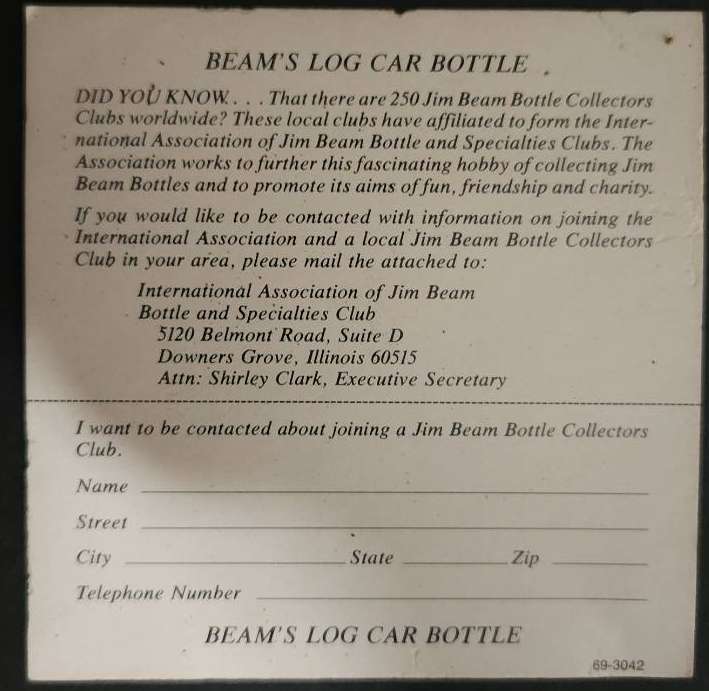 BEAM'S LOG CAR BOTTLE
DID YOU KNOW. . . That there are 250 Jim Beam Bottle Collectors
Clubs worldwide? These local clubs have affiliated to form the Inter-
national Association of Jim Beam Bottle and Specialties Clubs. The
Association works to further this fascinating hobby of collecting Jim
Beam Bottles and to promote its aims of fun, friendship and charity.
If you would like to be contacted with information on joining the
International Association and a local Jim Beam Bottle Collectors
Club in your area, please mail the attached to:
International Association of Jim Beam
Bottle and Specialties Club
5120 Belmont Road, Suite D
Downers Grove, Illinois 60515
Attn: Shirley Clark, Executive Secretary
I want to be contacted about joining a Jim Beam Bottle Collectors
Club.
Name
Street
City State Zip
Telephone Number
BEAM'S LOG CAR BOTTLE
69-3042